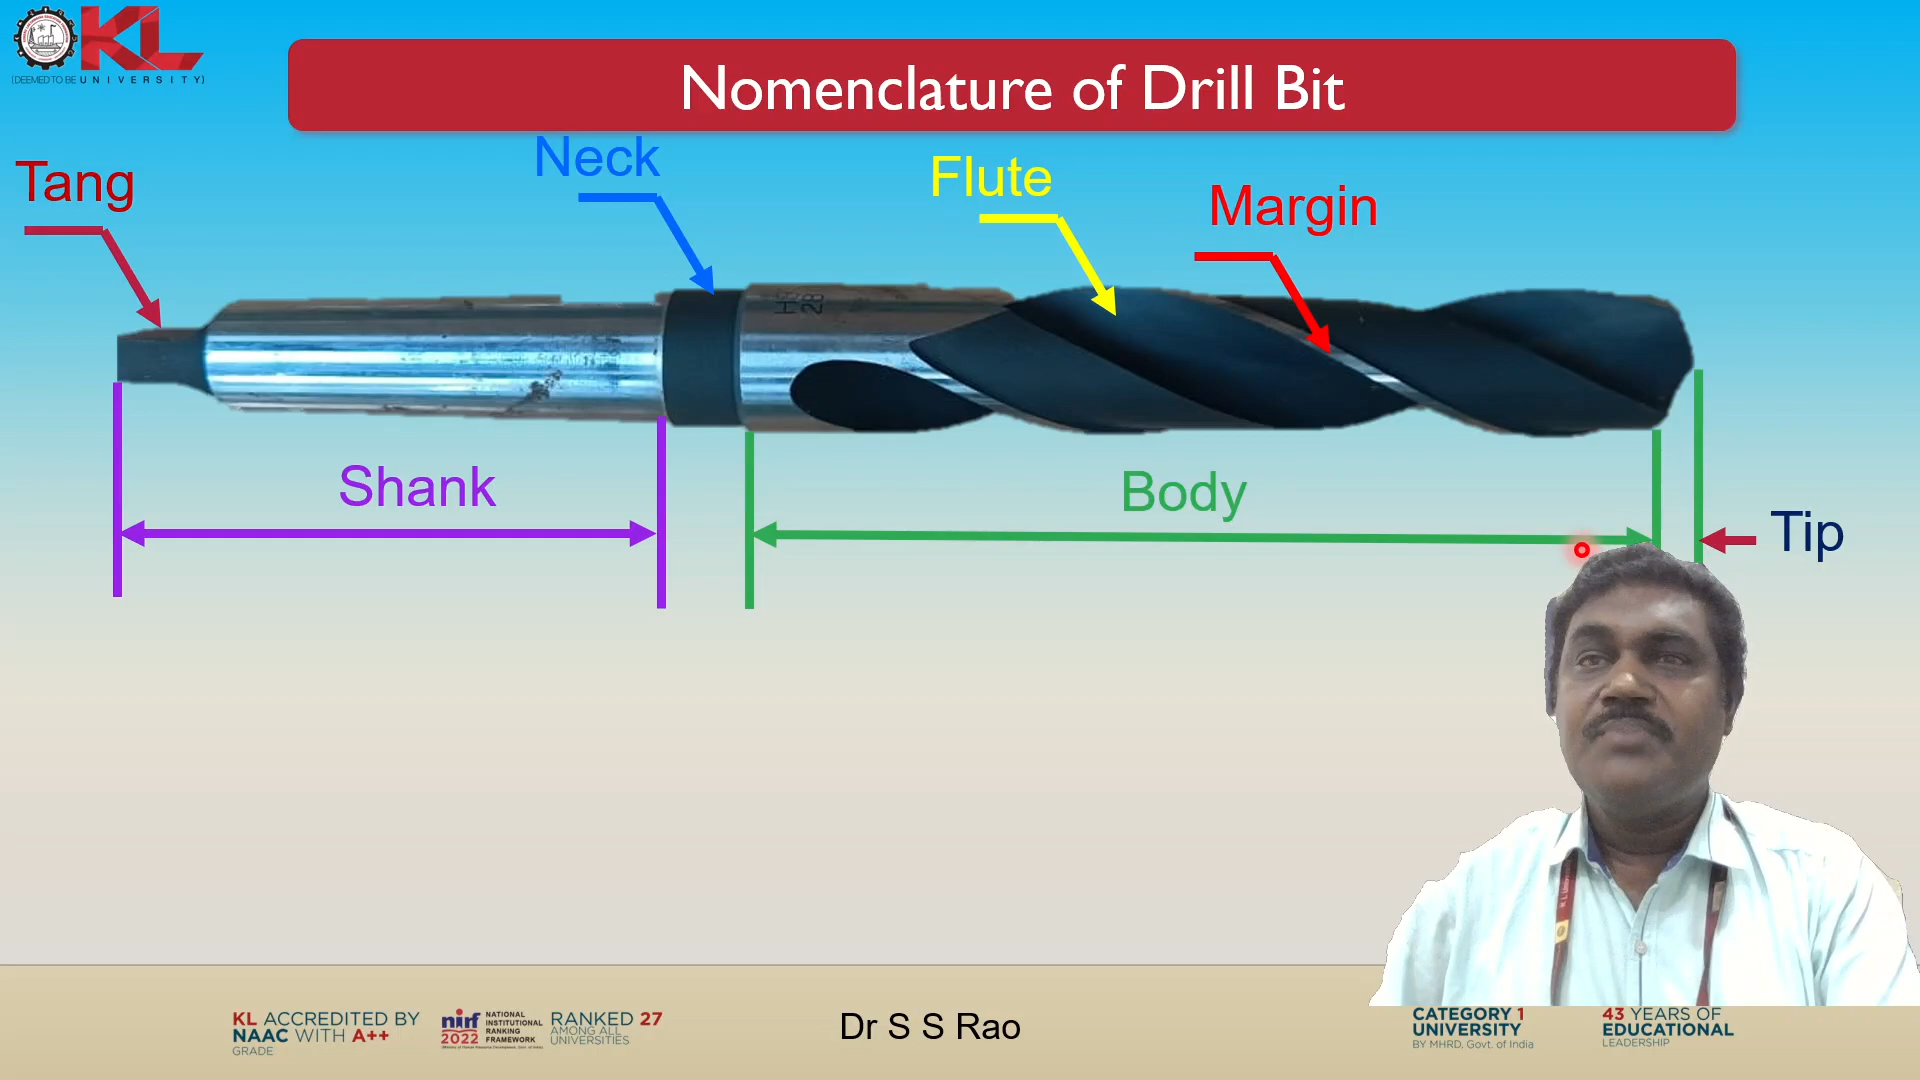 KL
(DEEMED TO BE UNIVERSITY)
Nomenclature of Drill Bit
Tang
Neck
Flute
Margin
28
Shank
Body
Tip
KL ACCREDITED BY
NAAC WITH A++
GRADE
nirf
2022
NATIONAL
INSTITUTIONAL
RANKING
FRAMEWORK
RANKED 27
AMONG ALL
UNIVERSITIES
Dr S S Rao
CATEGORY 1
UNIVERSITY
BY MHRD, Govt. of India
43 YEARS OF
EDUCATIONAL
LEADERSHIP